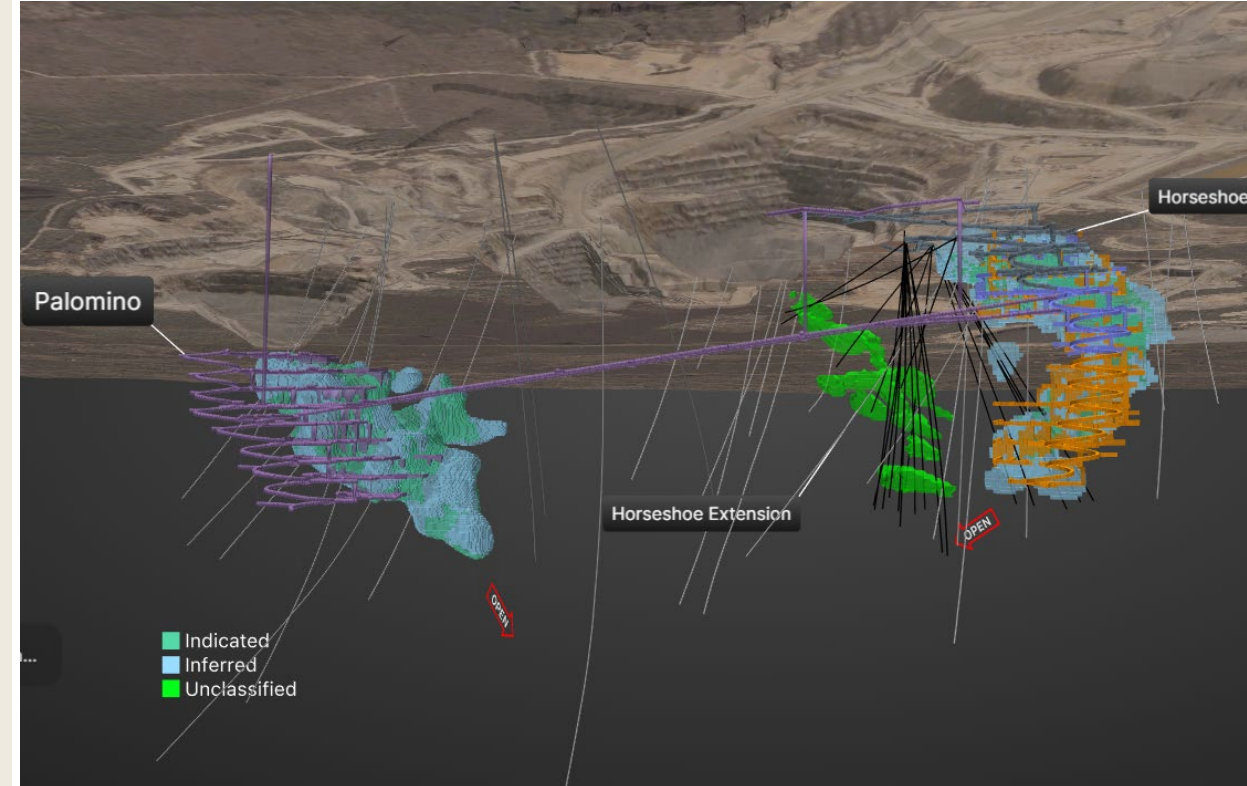 Horseshoe
Palomino
Horseshoe Extension
OPEN
OPEN
Indicated
Inferred
Unclassified